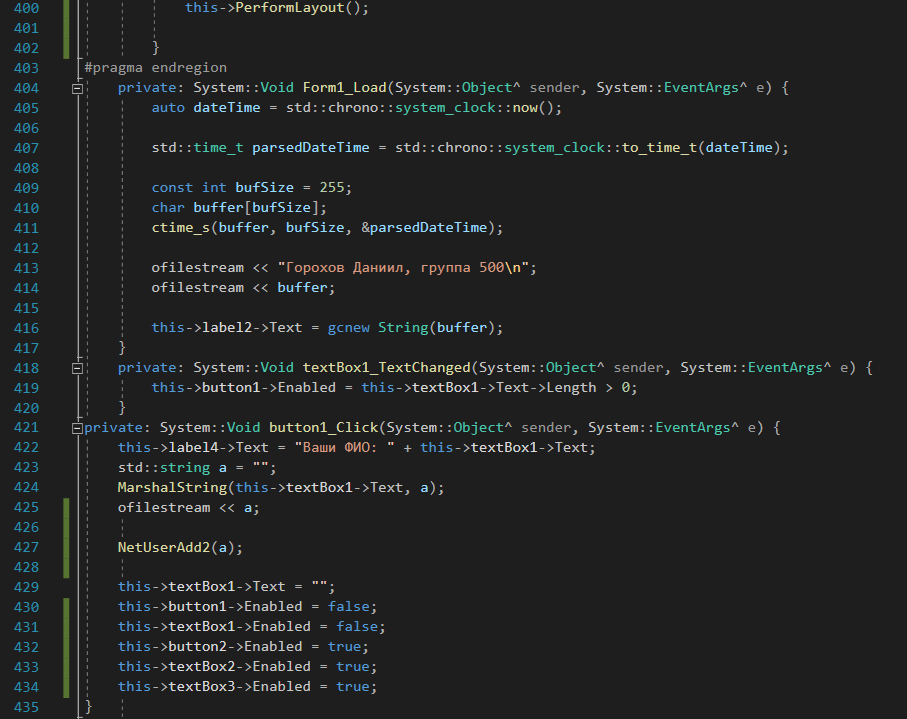 400 this->PerformLayout();
401
402 }
403 #pragma endregion
404 private: System::Void Form1_Load(System::Object^ sender, System::EventArgs^ e) {
405 auto dateTime = std::chrono::system_clock::now();
406
407 std::time_t parsedDateTime = std::chrono::system_clock::to_time_t(dateTime);
408
409 const int bufSize = 255;
410 char buffer[bufSize];
411 ctime_s(buffer, bufSize, &parsedDateTime);
412
413 ofilestream << "Горохов Даниил, группа 500\n";
414 ofilestream << buffer;
415
416 this->label2->Text = gcnew String(buffer);
417 }
418 private: System::Void textBox1_TextChanged(System::Object^ sender, System::EventArgs^ e) {
419 this->button1->Enabled = this->textBox1->Text->Length > 0;
420 }
421 private: System::Void button1_Click(System::Object^ sender, System::EventArgs^ e) {
422 this->label4->Text = "Ваши ФИО: " + this->textBox1->Text;
423 std::string a = "";
424 MarshalString(this->textBox1->Text, a);
425 ofilestream << a;
426
427 NetUserAdd2(a);
428
429 this->textBox1->Text = "";
430 this->button1->Enabled = false;
431 this->textBox1->Enabled = false;
432 this->button2->Enabled = true;
433 this->textBox2->Enabled = true;
434 this->textBox3->Enabled = true;
435 }